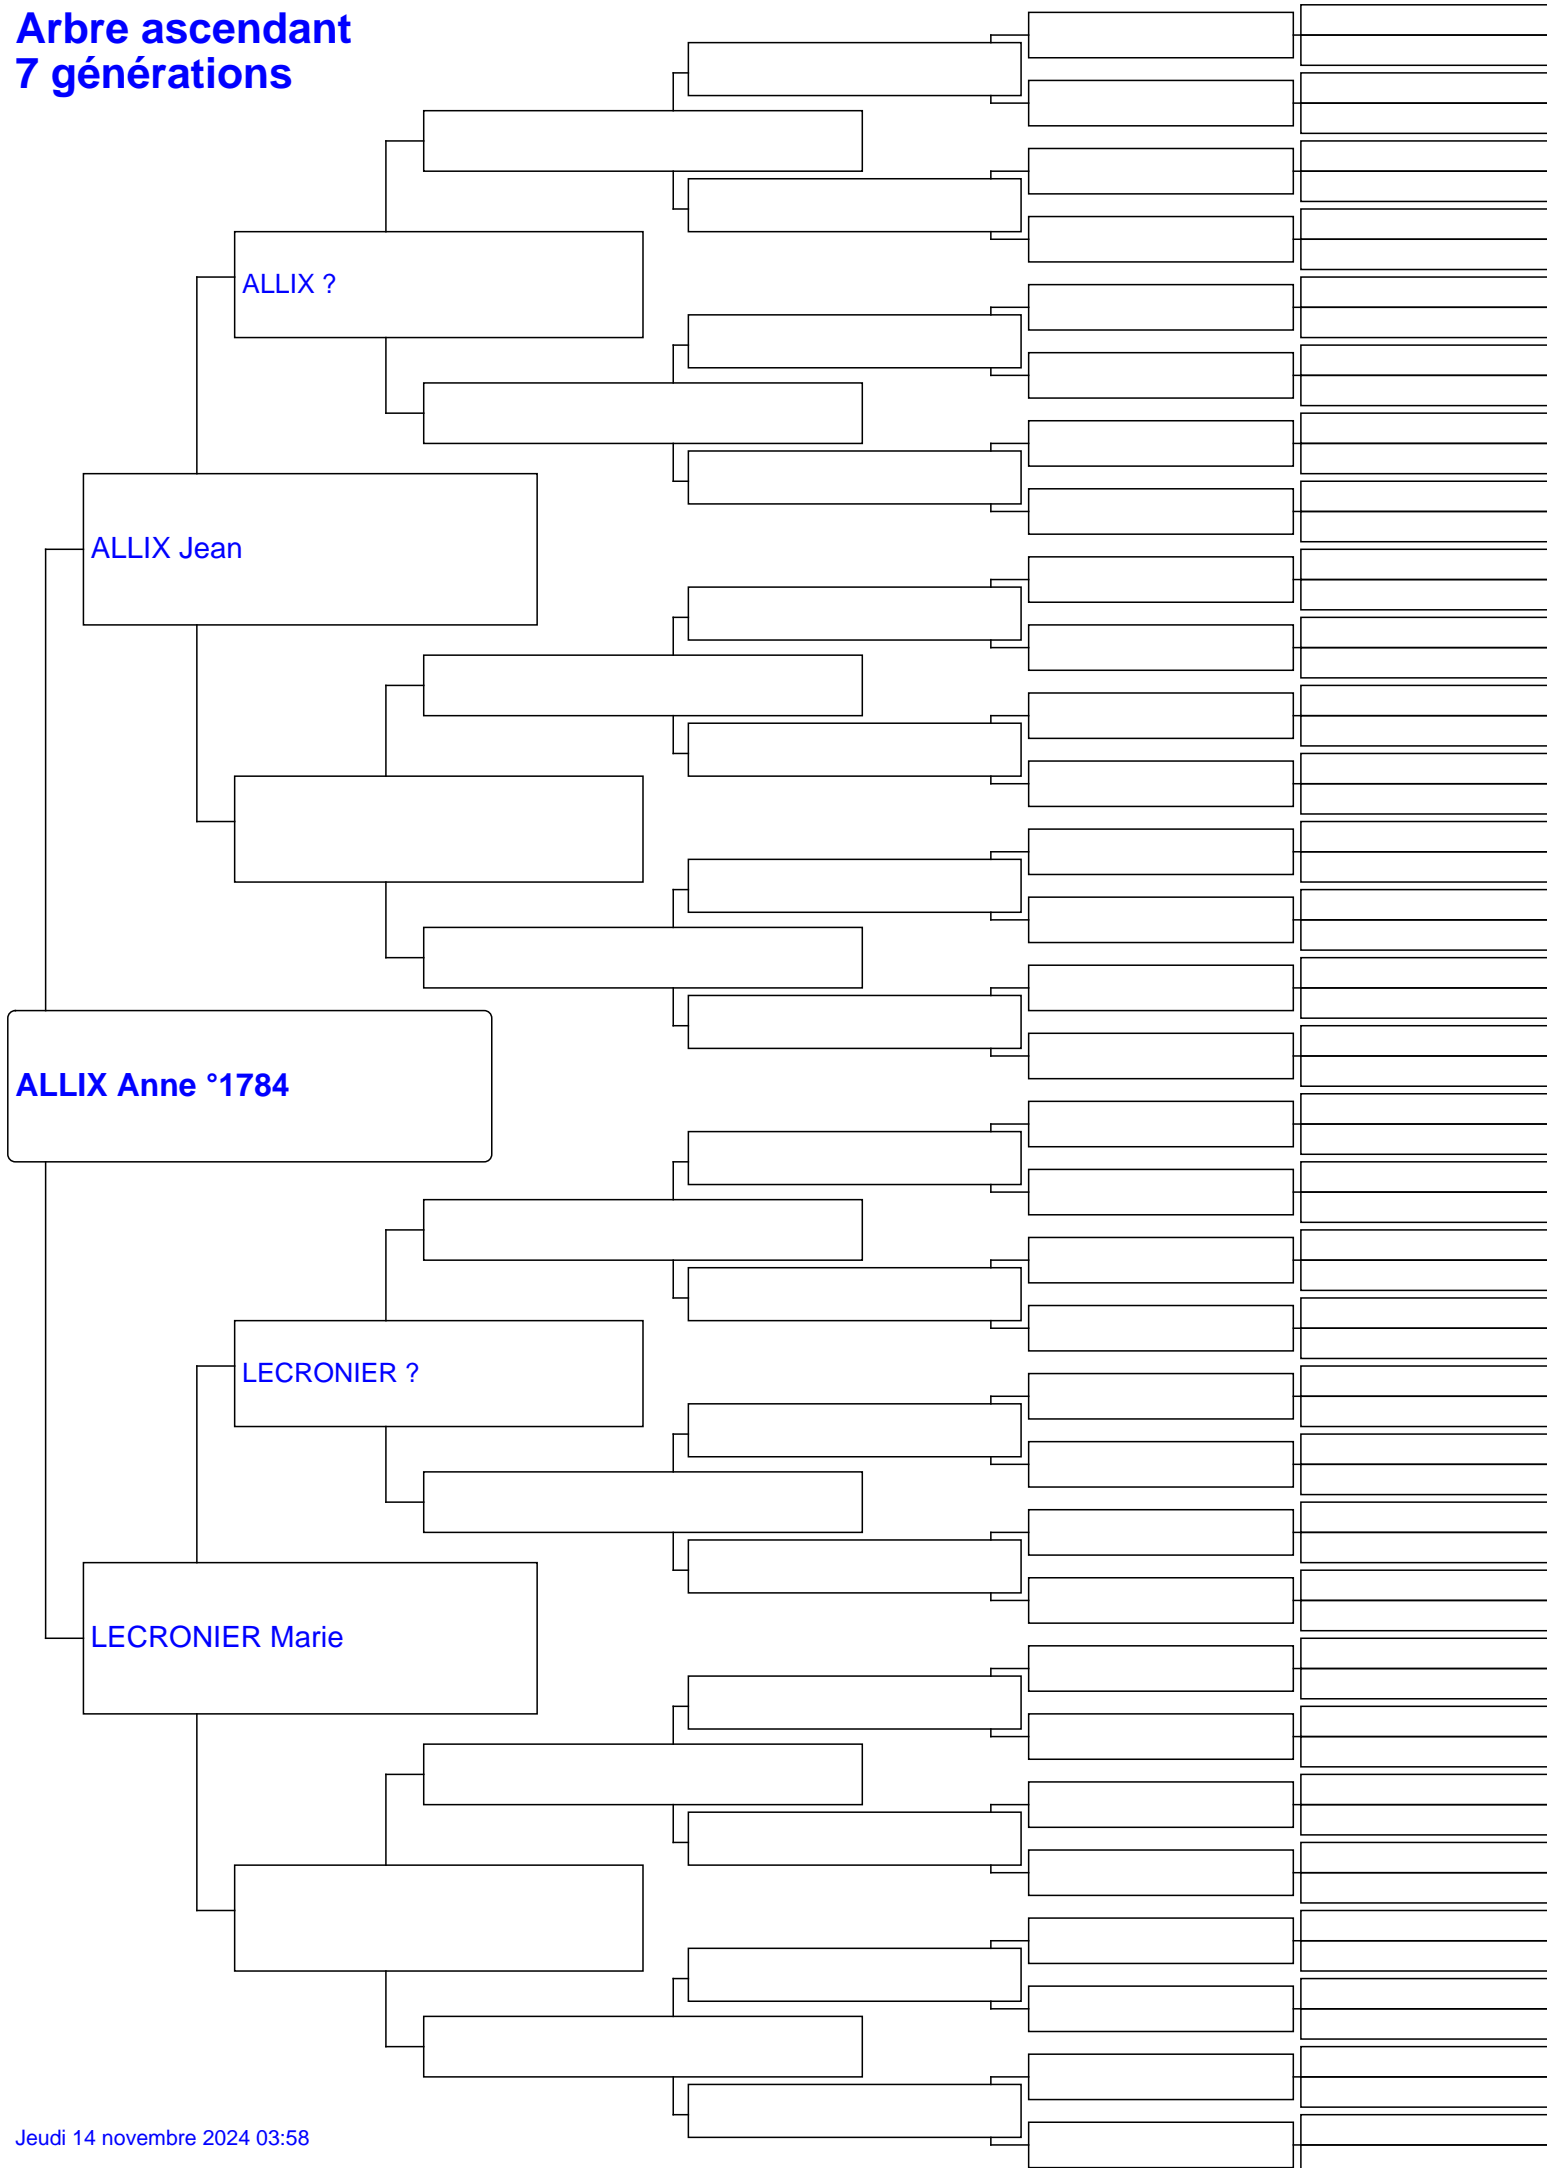 Arbre ascendant
7 générations
ALLIX ?
ALLIX Jean
ALLIX Anne °1784
LECRONIER ?
LECRONIER Marie
Jeudi 14 novembre 2024 03:58